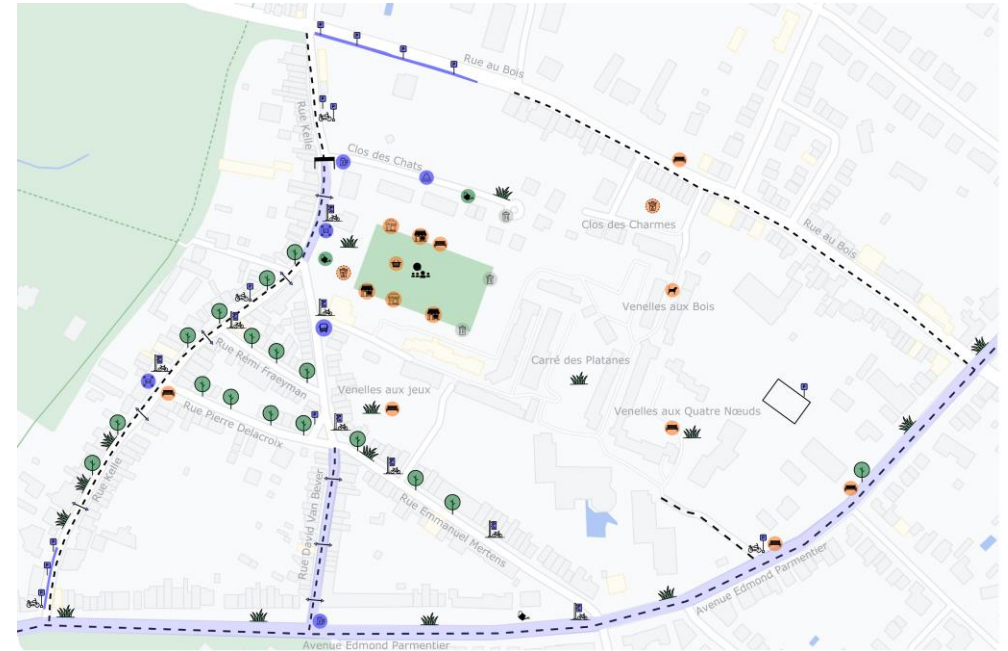 Rue au Bois
Rue Kelle
Clos des Chats
Clos des Charmes
Rue au Bois
Venelles aux Bois
Rue Rémi Fraeyman
Carré des Platanes
Venelles aux Jeux
Rue Pierre Delacroix
Venelles aux Quatre Nœuds
Rue Kelle
Rue David Van Bever
Rue Emmanuel Mertens
Avenue Edmond Parmentier
Avenue Edmond Parmentier